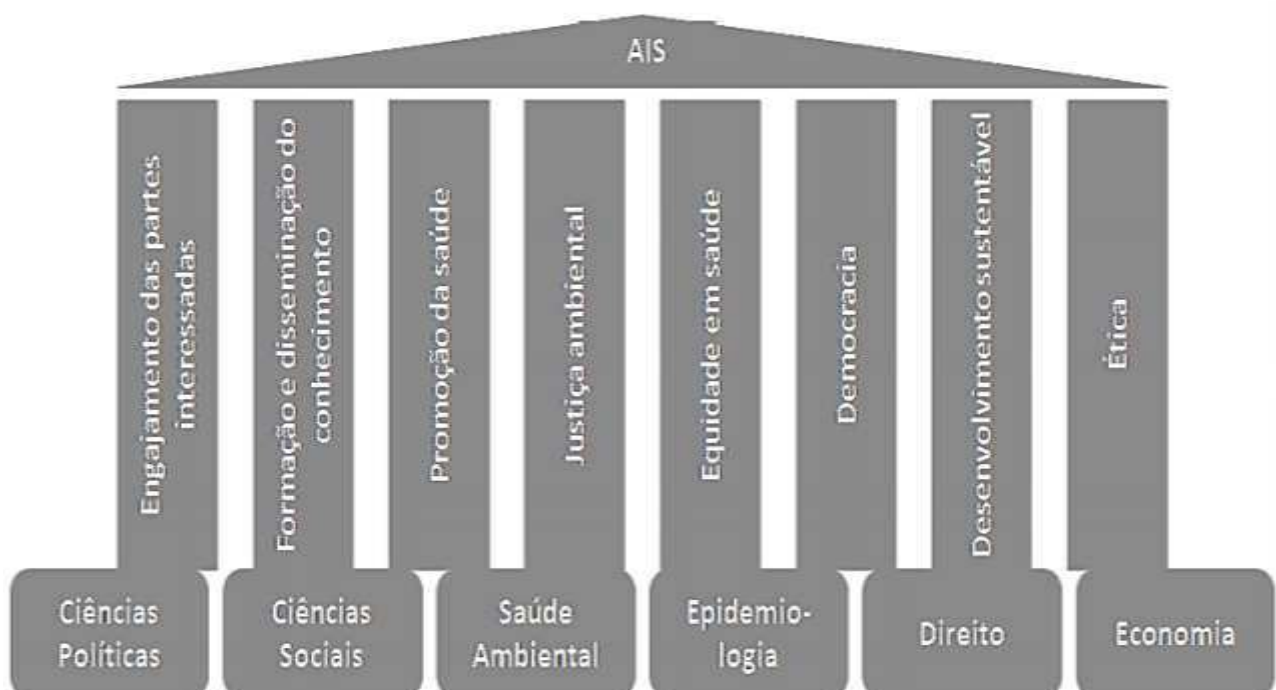 AIS
Engajamento das partes
interessadas
Formação e disseminação do
conhecimento
Promoção da saúde
Justiça ambiental
Equidade em saúde
Democracia
Desenvolvimento sustentável
Ética
Ciências
Políticas
Ciências
Sociais
Saúde
Ambiental
Epidemio-
logia
Direito
Economia